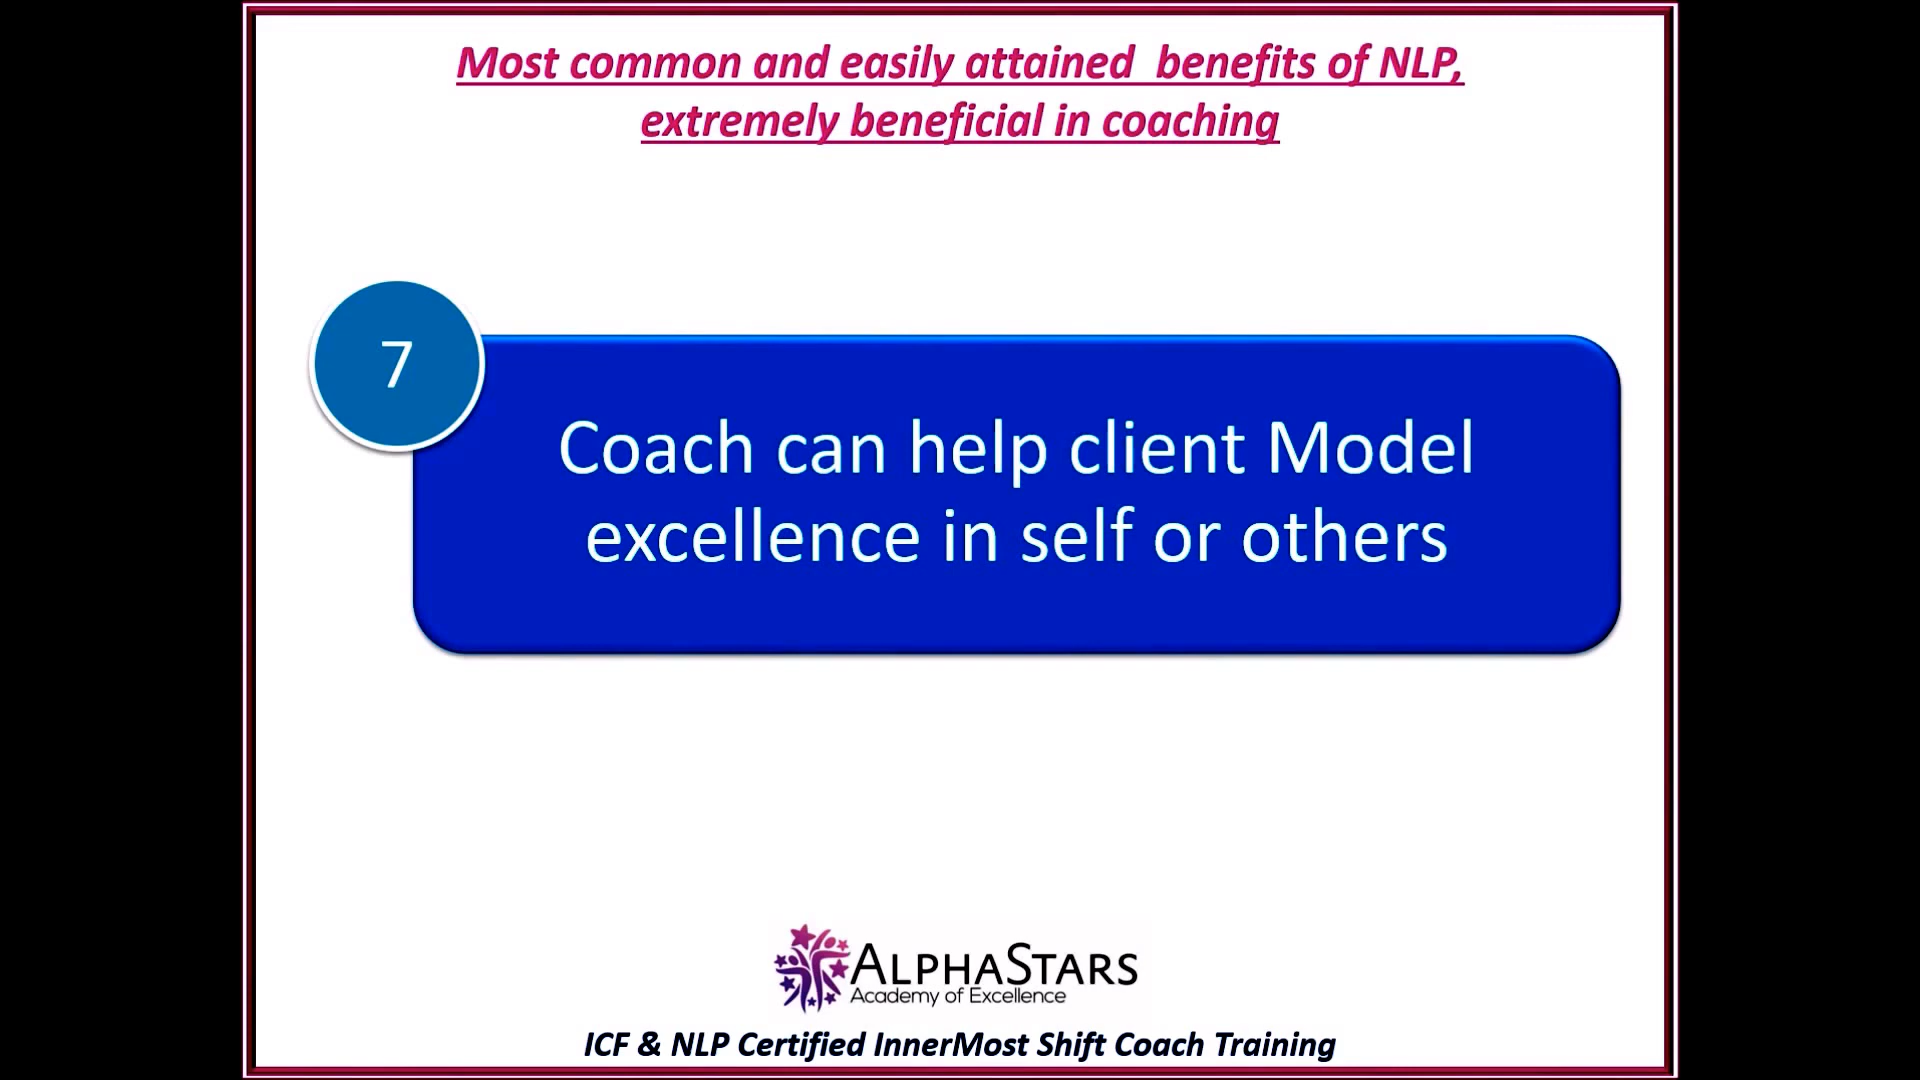 Most common and easily attained  benefits of NLP,
extremely beneficial in coaching
7
Coach can help client Model
excellence in self or others
ALPHASTARS
Academy of Excellence
ICF & NLP Certified InnerMost Shift Coach Training